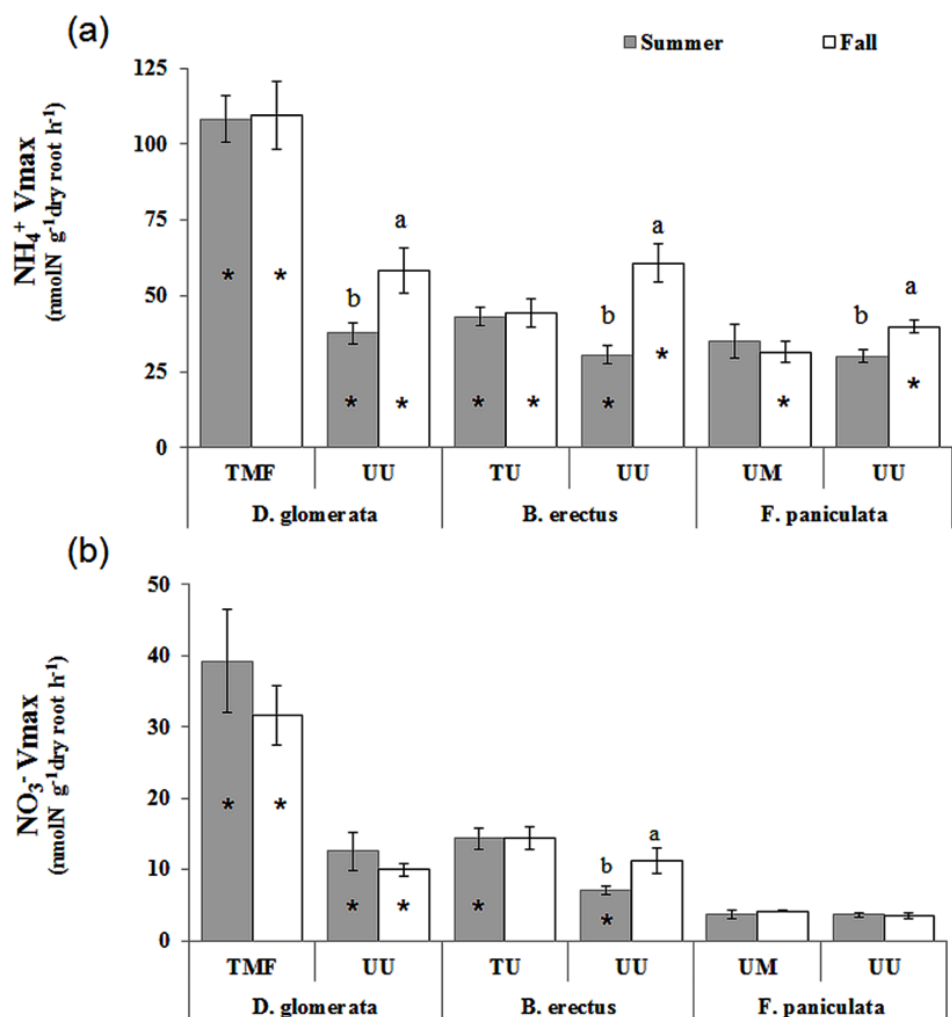 (a)
Summer Fall
NH₄⁺ Vmax
(nmolN g⁻¹dry root h⁻¹)
125
100
75
50
25
0
b a b a b a
* * * * * * * * * * *
TMF UU TU UU UM UU
D. glomerata B. erectus F. paniculata
(b)
NO₃⁻ Vmax
(nmolN g⁻¹dry root h⁻¹)
50
40
30
20
10
0
b a
* * * * * *
TMF UU TU UU UM UU
D. glomerata B. erectus F. paniculata